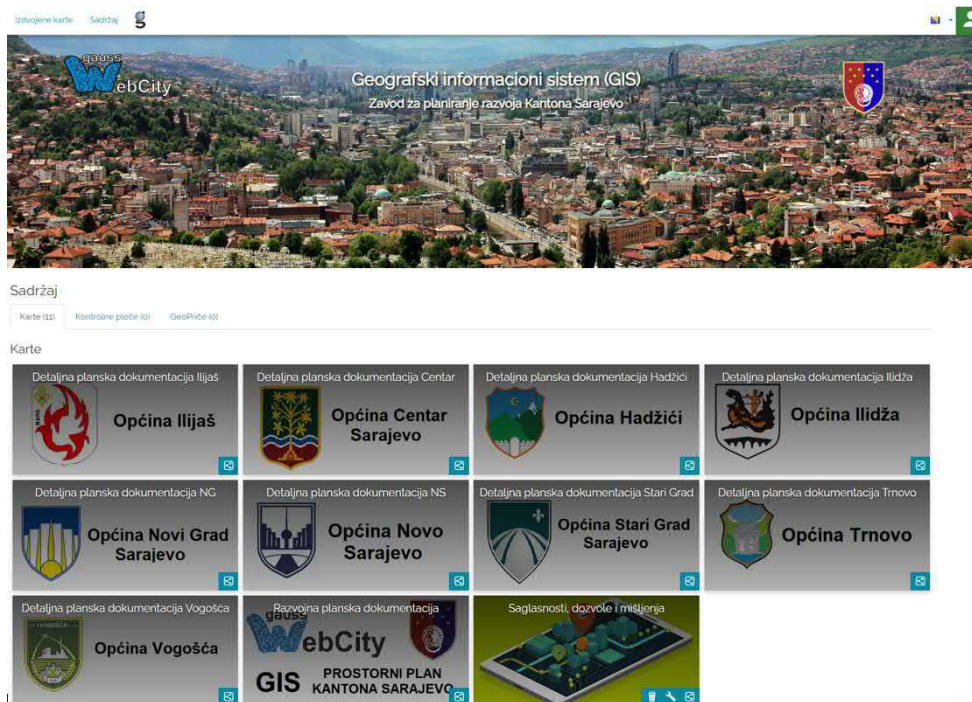 Izdvojene karte Sadržaj g
gauss
WebCity
Geografski informacioni sistem (GIS)
Zavod za planiranje razvoja Kantona Sarajevo
Sadržaj
Karte (11) Kontrolne ploče (0) GeoPriče (0)
Karte
Detaljna planska dokumentacija Ilijaš
Općina Ilijaš
Detaljna planska dokumentacija Centar
Općina Centar
Sarajevo
Detaljna planska dokumentacija Hadžići
Općina Hadžići
Detaljna planska dokumentacija Ilidža
Općina Ilidža
Detaljna planska dokumentacija NG
Općina Novi Grad
Sarajevo
Detaljna planska dokumentacija NS
Općina Novo
Sarajevo
Detaljna planska dokumentacija Stari Grad
Općina Stari Grad
Sarajevo
Detaljna planska dokumentacija Trnovo
Općina Trnovo
Detaljna planska dokumentacija Vogošća
Općina Vogošća
Razvojna planska dokumentacija
gauss
WebCity
GIS PROSTORNI PLAN
KANTONA SARAJEVO
Saglasnosti, dozvole i mišljenja